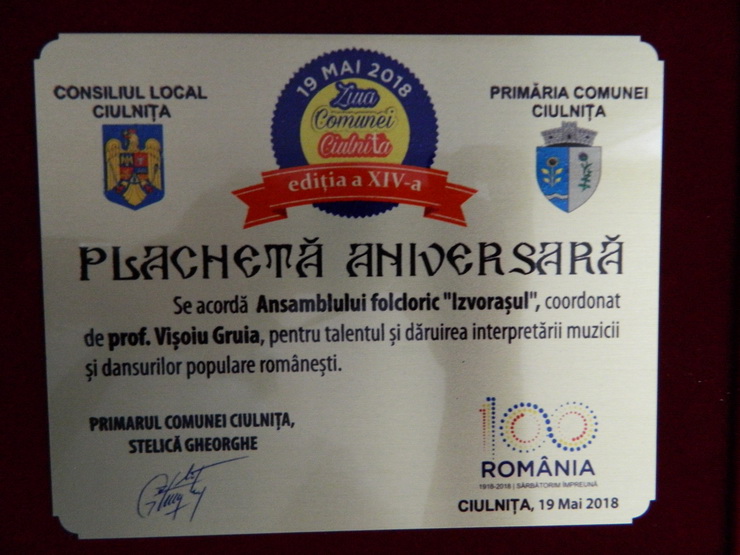 CONSILIUL LOCAL
CIULNIȚA
19 MAI 2018
Ziua
Comunei
Ciulnița
ediția a XIV-a
PRIMĂRIA COMUNEI
CIULNIȚA
PLACHETĂ ANIVERSARĂ
Se acordă Ansamblului folcloric "Izvorașul", coordonat
de prof. Vișoiu Gruia, pentru talentul și dăruirea interpretării muzicii
și dansurilor populare românești.
PRIMARUL COMUNEI CIULNIȚA,
STELICĂ GHEORGHE
100
ROMÂNIA
1918-2018 | SĂRBĂTORIM ÎMPREUNĂ
CIULNIȚA, 19 Mai 2018